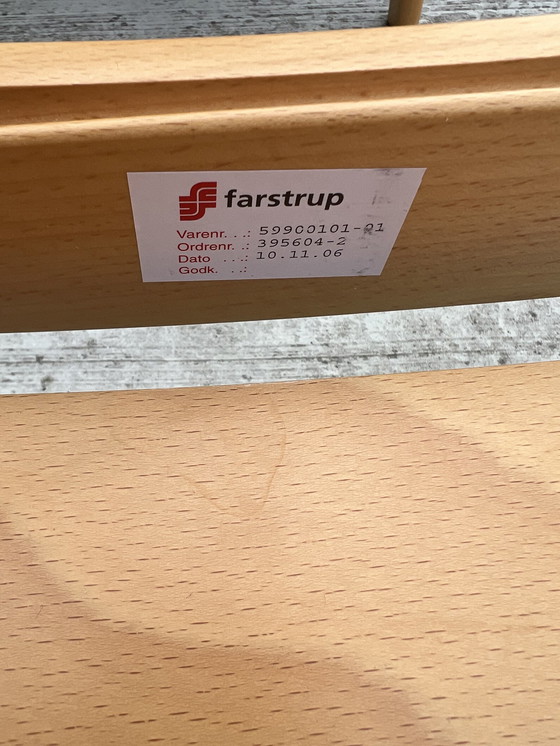 farstrup
Varenr. . .: 59900101-01
Ordrenr. .: 395604-2
Dato . . .: 10.11.06
Godk. . .: